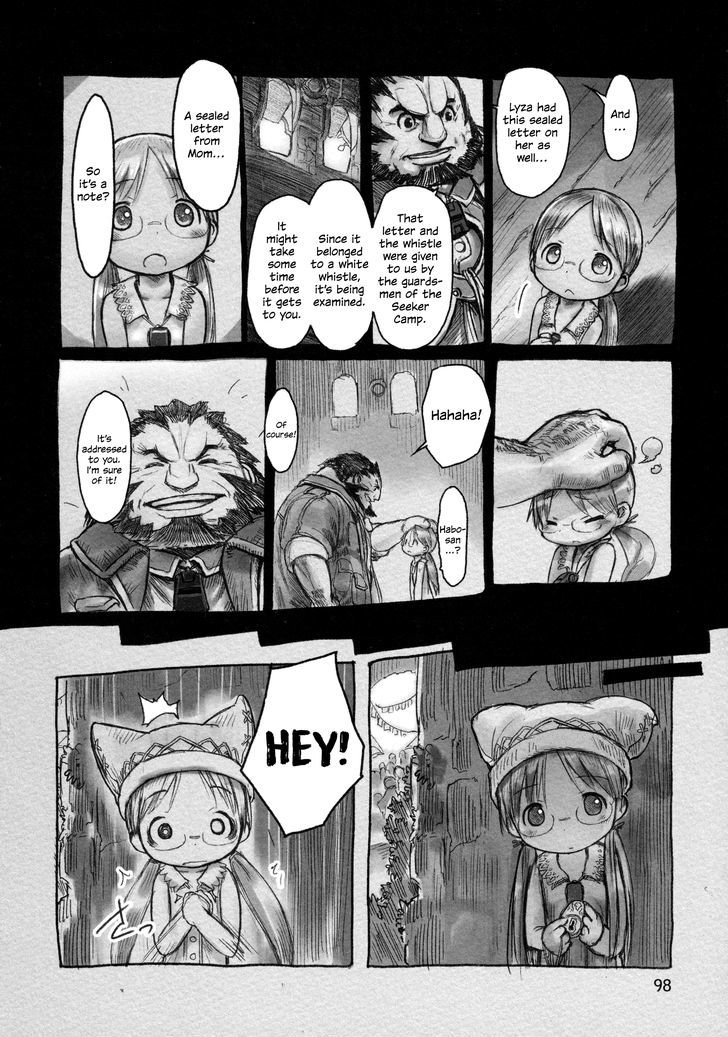 And
...
Lyza had
this sealed
letter on
her as
well...
That
letter and
the whistle
were given
to us by
the guards-
men of the
Seeker
Camp.
Since it
belonged to
a white
whistle,
it's being
examined.
It
might
take
some
time
before
it gets
to you.
A sealed
letter
from
Mom...
So
it's a
note?
Hahaha!
Habo-
san
...?
Of
course!
It's
addressed
to you.
I'm sure
of it!
HEY!
さっ
98